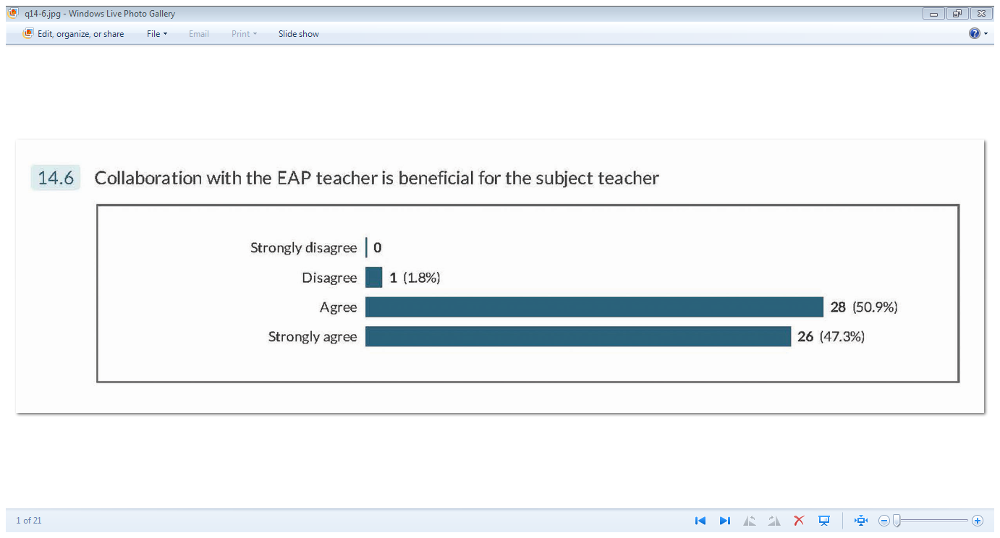 q14-6.jpg - Windows Live Photo Gallery
Edit, organize, or share File Email Print Slide show
14.6 Collaboration with the EAP teacher is beneficial for the subject teacher
Strongly disagree 0
Disagree 1 (1.8%)
Agree 28 (50.9%)
Strongly agree 26 (47.3%)
1 of 21